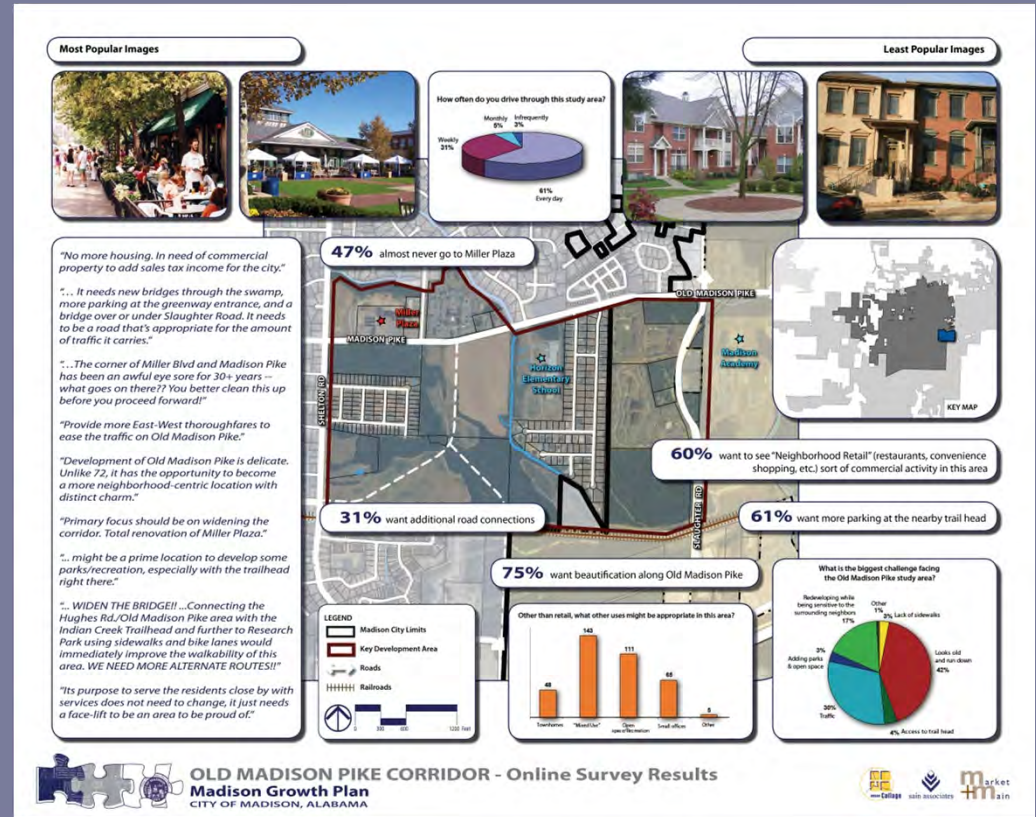 Most Popular Images
Least Popular Images
How often do you drive through this study area?
Monthly
5%
Infrequently
3%
Weekly
31%
61%
Every day
"No more housing. In need of commercial
property to add sales tax income for the city."
"... It needs new bridges through the swamp,
more parking at the greenway entrance, and a
bridge over or under Slaughter Road. It needs
to be a road that's appropriate for the amount
of traffic it carries."
"...The corner of Miller Blvd and Madison Pike
has been an awful eye sore for 30+ years --
what goes on there?? You better clean this up
before you proceed forward!"
"Provide more East-West thoroughfares to
ease the traffic on Old Madison Pike."
"Development of Old Madison Pike is delicate.
Unlike 72, it has the opportunity to become
a more neighborhood-centric location with
distinct charm."
"Primary focus should be on widening the
corridor. Total renovation of Miller Plaza."
"... might be a prime location to develop some
parks/recreation, especially with the trailhead
right there."
"... WIDEN THE BRIDGE!! ...Connecting the
Hughes Rd./Old Madison Pike area with the
Indian Creek Trailhead and further to Research
Park using sidewalks and bike lanes would
immediately improve the walkability of this
area. WE NEED MORE ALTERNATE ROUTES!!"
"Its purpose to serve the residents close by with
services does not need to change, it just needs
a face-lift to be an area to be proud of."
47% almost never go to Miller Plaza
OLD MADISON PIKE
Miller
Plaza
MADISON PIKE
SHELTON RD
Horizon
Elementary
School
Madison
Academy
SLAUGHTER RD
KEY MAP
60% want to see "Neighborhood Retail" (restaurants, convenience
shopping, etc.) sort of commercial activity in this area
31% want additional road connections
61% want more parking at the nearby trail head
75% want beautification along Old Madison Pike
LEGEND
Madison City Limits
Key Development Area
Roads
Railroads
0 300 600 1200 Feet
Other than retail, what other uses might be appropriate in this area?
48
143
111
65
5
Townhomes
"Mixed Use"
Open
Small offices
Other
What is the biggest challenge facing
the Old Madison Pike study area?
Redeveloping while
being sensitive to the
surrounding neighbors
17%
Other
1%
3% Lack of sidewalks
Looks old
and run down
42%
3%
Adding parks
& open space
30%
Traffic
4% Access to trail head
OLD MADISON PIKE CORRIDOR - Online Survey Results
Madison Growth Plan
CITY OF MADISON, ALABAMA
Collage
sain associates
market
+main